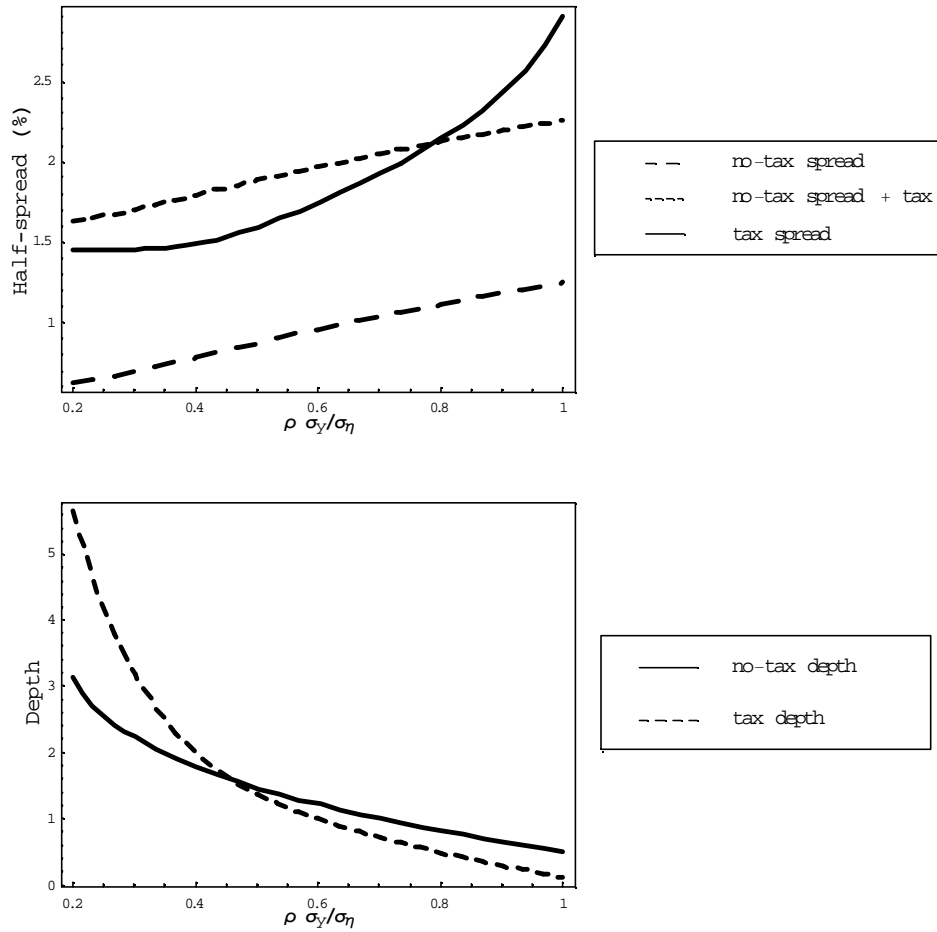 2.5
2
1.5
1
Half-spread (%)
0.2 0.4 0.6 0.8 1
ρ σy/ση
no-tax spread
no-tax spread + tax
tax spread
5
4
3
2
1
0
Depth
0.2 0.4 0.6 0.8 1
ρ σy/ση
no-tax depth
tax depth